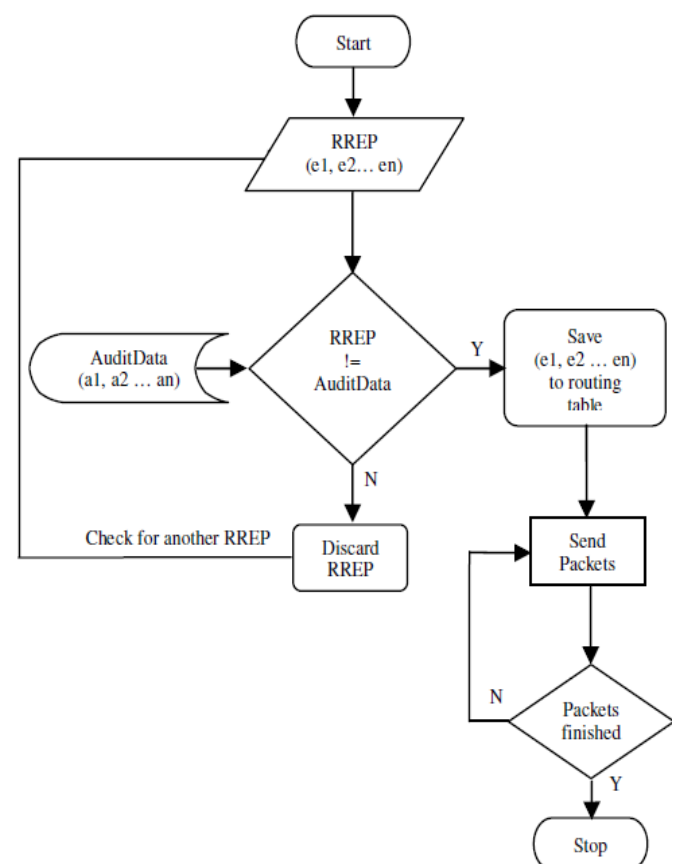 Start
RREP
(e1, e2… en)
RREP
!=
AuditData
AuditData
(a1, a2 … an)
Y
Save
(e1, e2 … en)
to routing
table
N
Check for another RREP
Discard
RREP
Send
Packets
N
Packets
finished
Y
Stop